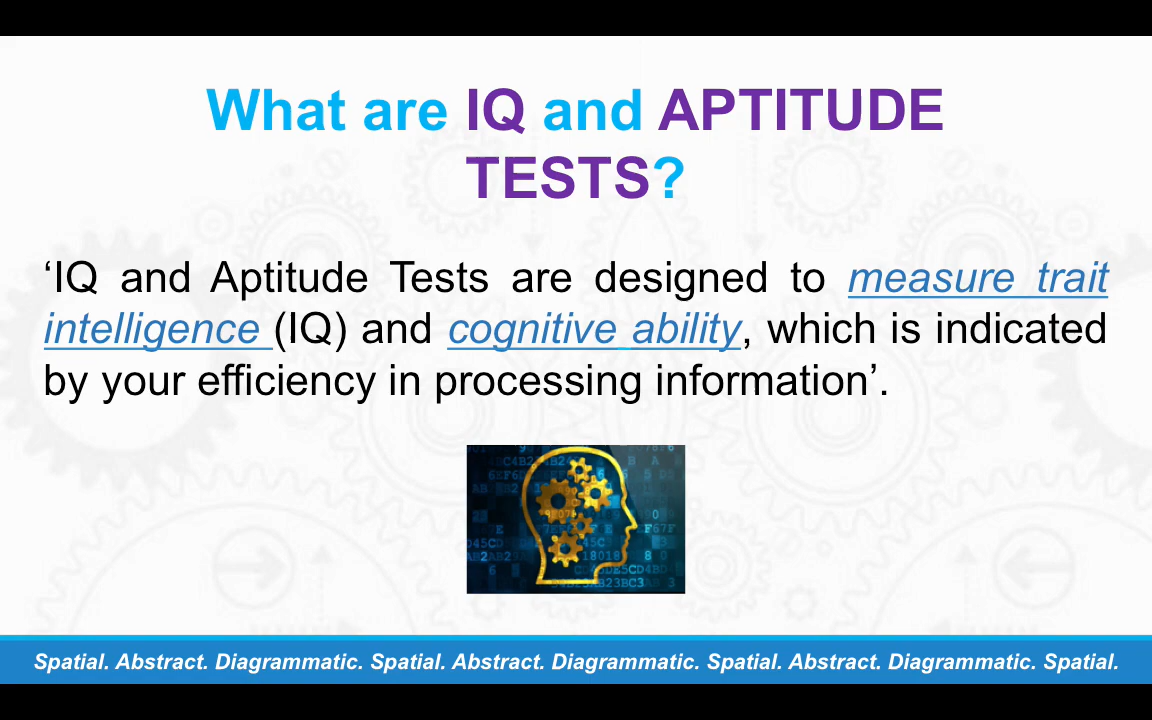 What are IQ and APTITUDE
TESTS?
‘IQ and Aptitude Tests are designed to measure trait
intelligence (IQ) and cognitive ability, which is indicated
by your efficiency in processing information’.
Spatial. Abstract. Diagrammatic. Spatial. Abstract. Diagrammatic. Spatial. Abstract. Diagrammatic. Spatial.